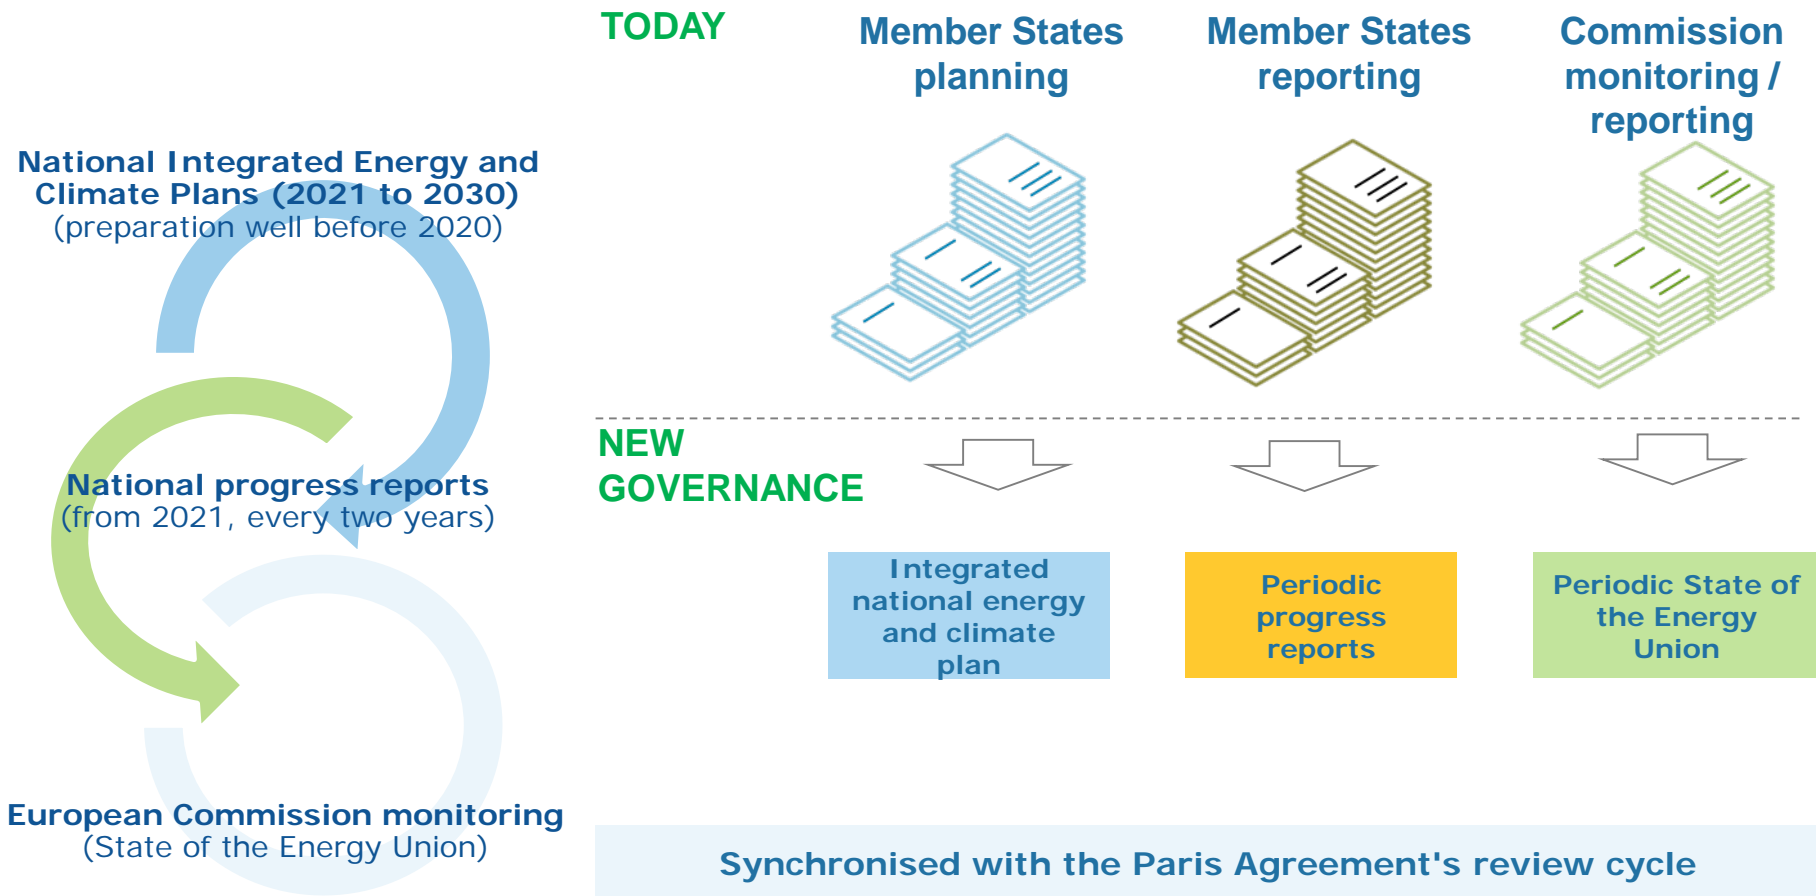 National Integrated Energy and
Climate Plans (2021 to 2030)
(preparation well before 2020)
National progress reports
(from 2021, every two years)
European Commission monitoring
(State of the Energy Union)
TODAY
Member States
planning
Member States
reporting
Commission
monitoring /
reporting
NEW
GOVERNANCE
Integrated
national energy
and climate
plan
Periodic
progress
reports
Periodic State of
the Energy
Union
Synchronised with the Paris Agreement's review cycle